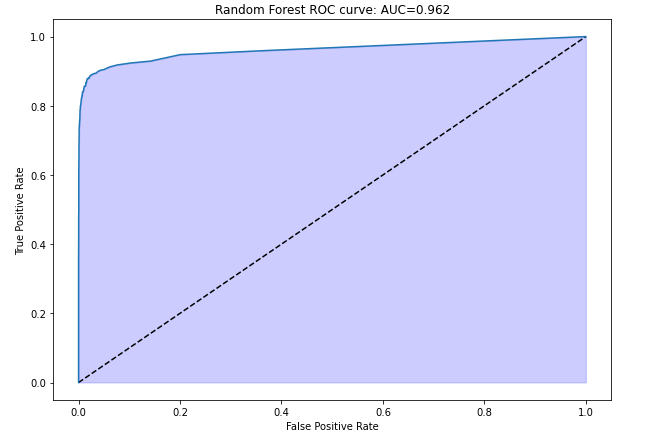 Random Forest ROC curve: AUC=0.962
True Positive Rate
1.0
0.8
0.6
0.4
0.2
0.0
0.0 0.2 0.4 0.6 0.8 1.0
False Positive Rate